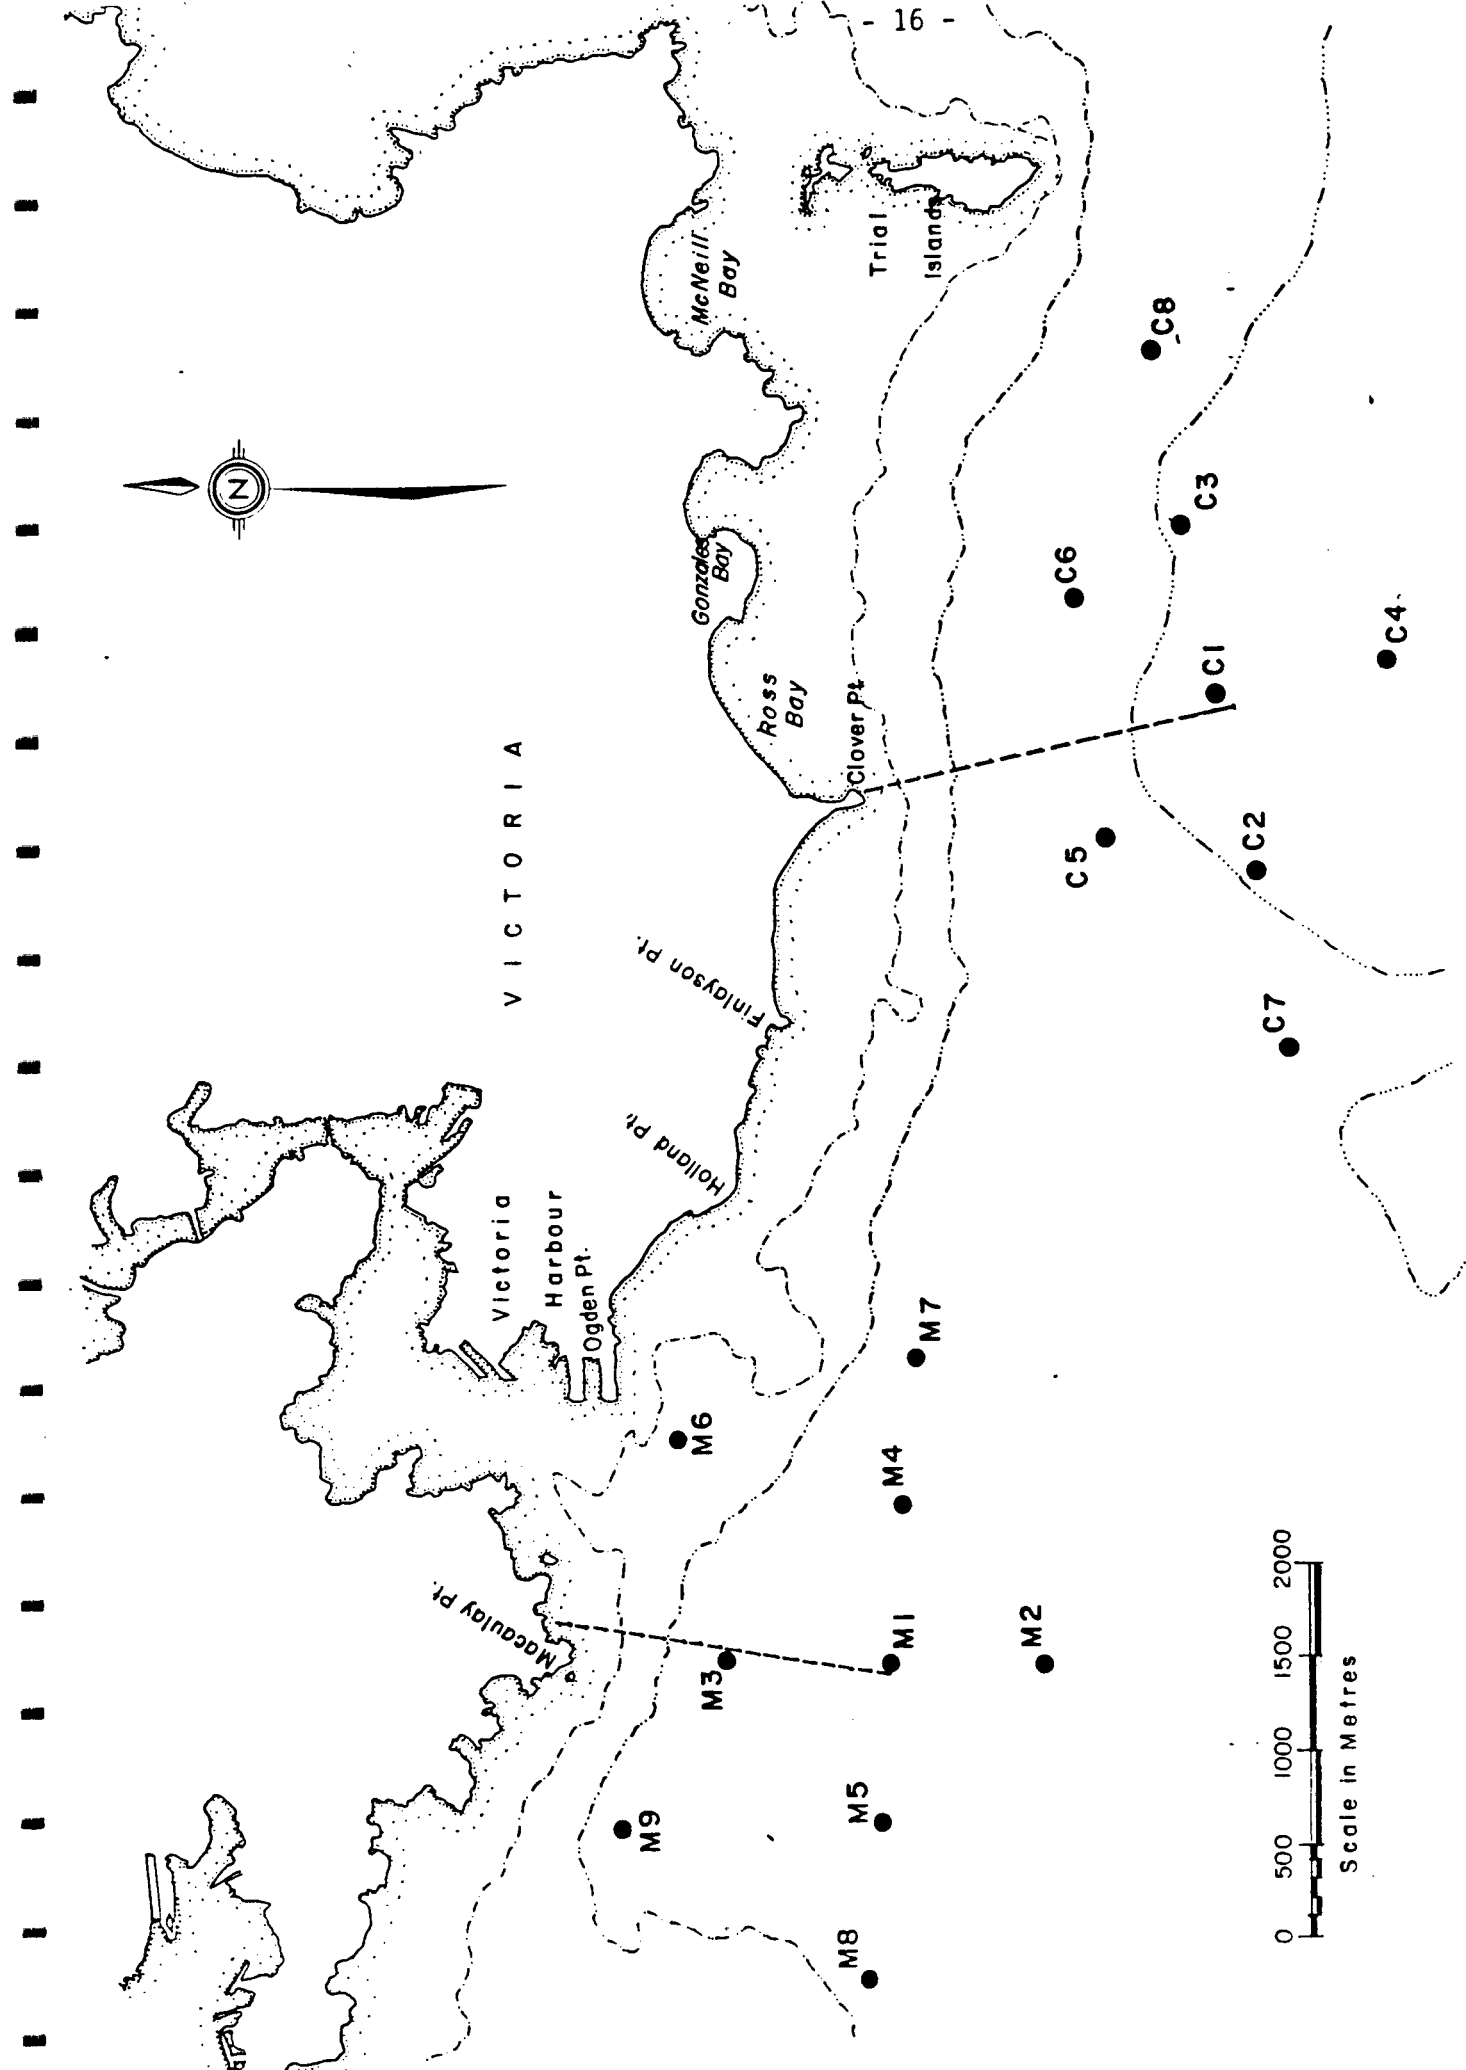 - 16 -
N
VICTORIA
McNeill
Bay
Trial
Islands
Gonzales
Bay
Ross
Bay
Clover Pt.
Finlayson Pt.
Holland Pt.
Victoria
Harbour
Ogden Pt.
Macaulay Pt.
C8
C3
C6
C4
C1
C2
C5
C7
M7
M6
M4
M1
M2
M3
M5
M9
M8
0 500 1000 1500 2000
Scale in Metres